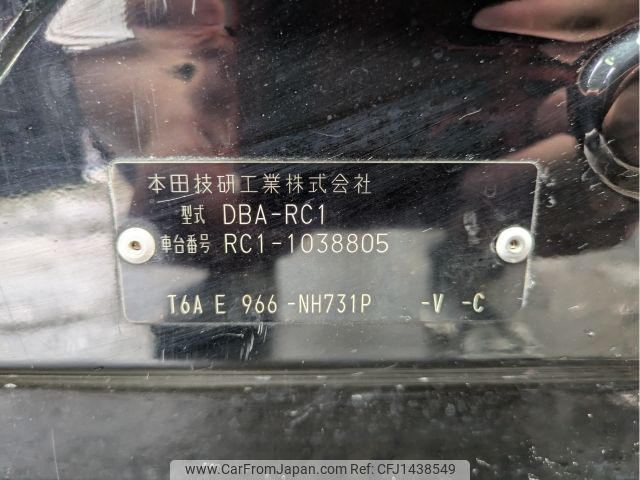 本田技研工業株式会社
型式 DBA-RC1
車台番号 RC1-1038805
T6A E 966 -NH731P -V -C
www.CarFromJapan.com | Ref No. CFJ1438549